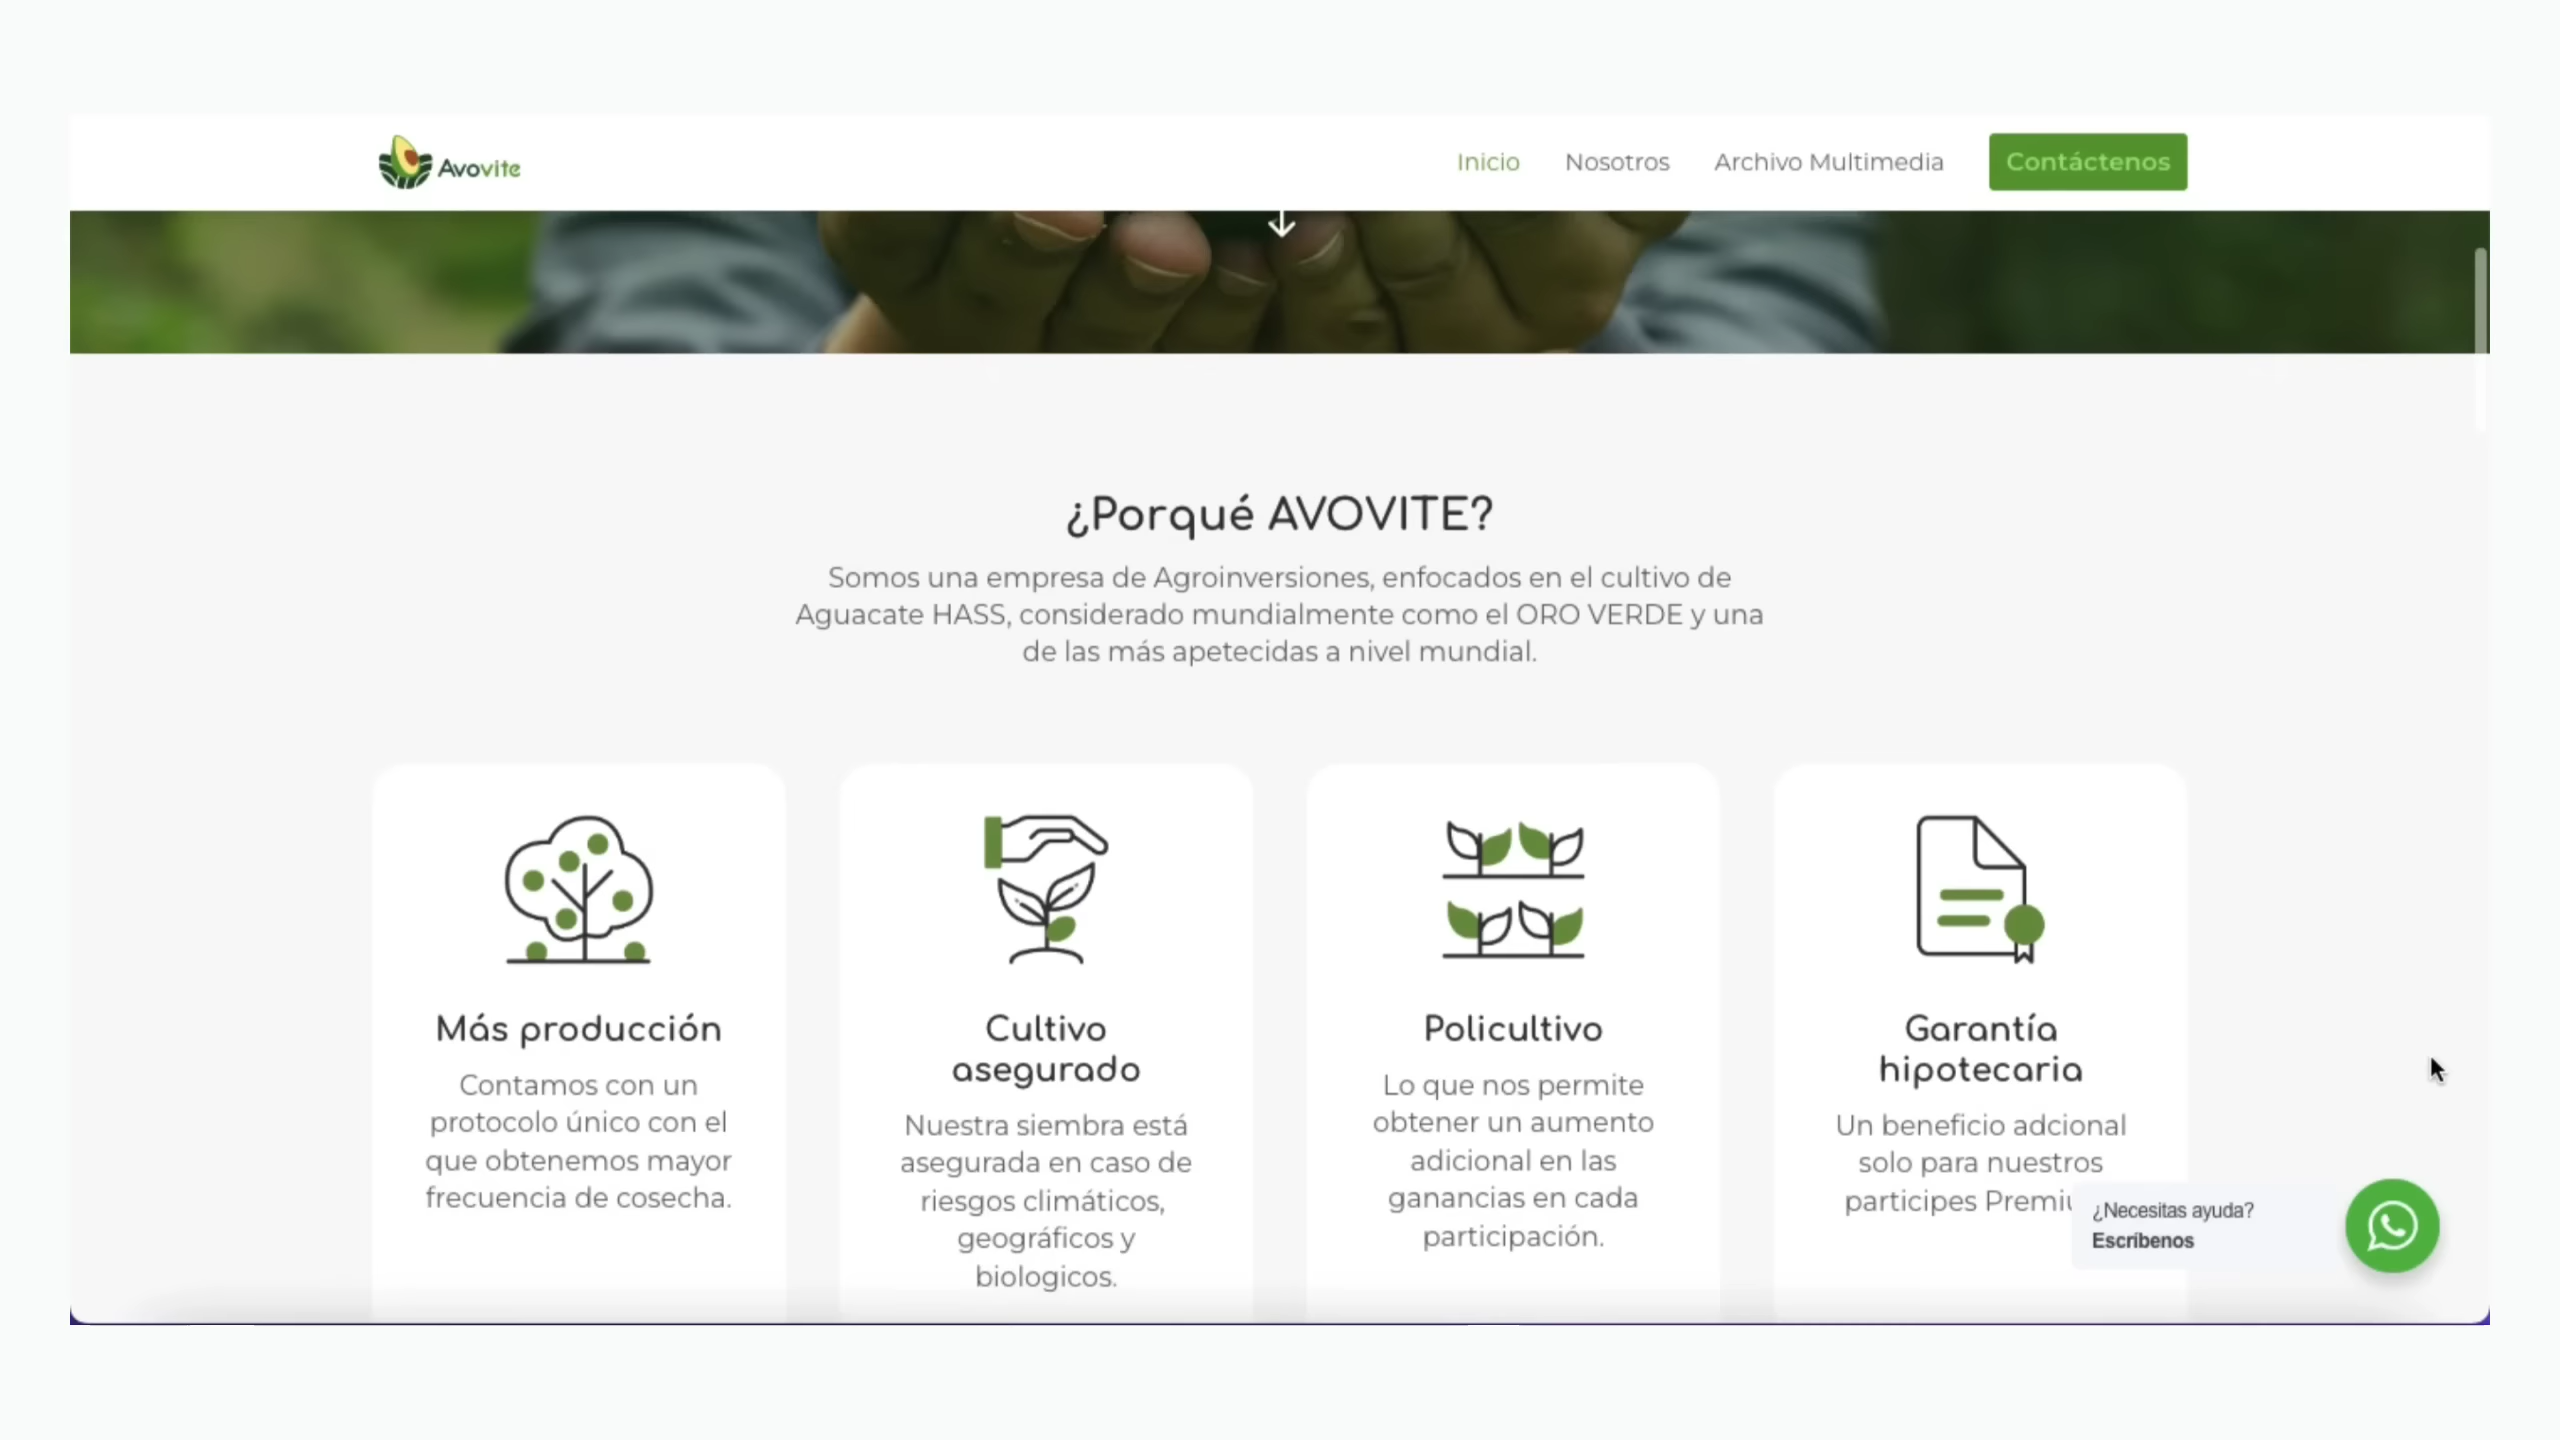 Avovite
Inicio
Nosotros
Archivo Multimedia
Contáctenos
¿Porqué AVOVITE?
Somos una empresa de Agroinversiones, enfocados en el cultivo de
Aguacate HASS, considerado mundialmente como el ORO VERDE y una
de las más apetecidas a nivel mundial.
Más producción
Contamos con un
protocolo único con el
que obtenemos mayor
frecuencia de cosecha.
Cultivo
asegurado
Nuestra siembra está
asegurada en caso de
riesgos climáticos,
geográficos y
biologicos.
Policultivo
Lo que nos permite
obtener un aumento
adicional en las
ganancias en cada
participación.
Garantía
hipotecaria
Un beneficio adcional
solo para nuestros
participes
¿Necesitas ayuda?
Escríbenos